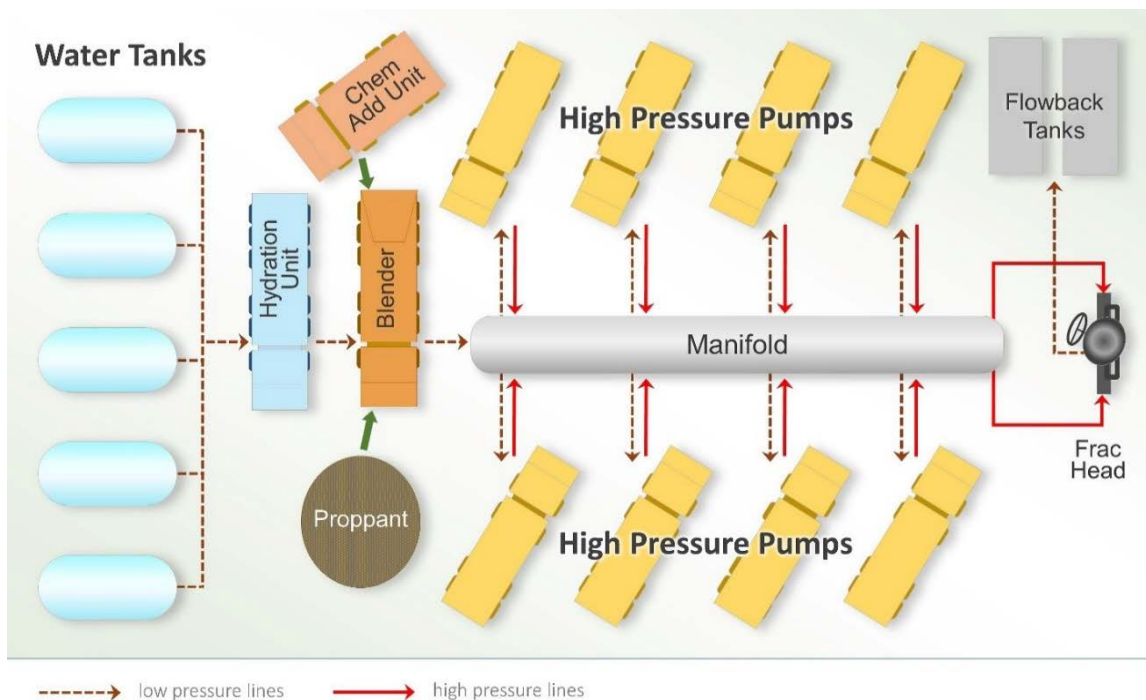 Water Tanks
Chem
Add Unit
High Pressure Pumps
Flowback
Tanks
Hydration
Unit
Blender
Manifold
Frac
Head
Proppant
High Pressure Pumps
low pressure lines
high pressure lines